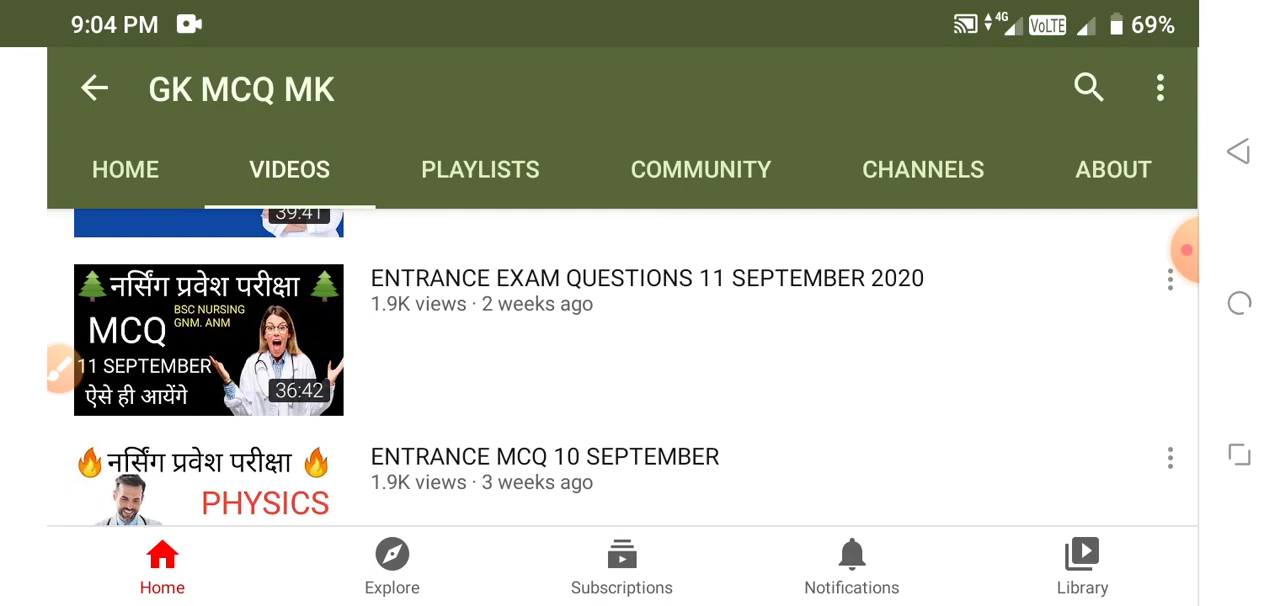 9:04 PM 4G VoLTE 69%
GK MCQ MK
HOME VIDEOS PLAYLISTS COMMUNITY CHANNELS ABOUT
39:41
नर्सिंग प्रवेश परीक्षा
BSC NURSING
GNM. ANM
MCQ
11 SEPTEMBER
ऐसे ही आयेंगे
36:42
ENTRANCE EXAM QUESTIONS 11 SEPTEMBER 2020
1.9K views · 2 weeks ago
नर्सिंग प्रवेश परीक्षा
PHYSICS
ENTRANCE MCQ 10 SEPTEMBER
1.9K views · 3 weeks ago
Home Explore Subscriptions Notifications Library